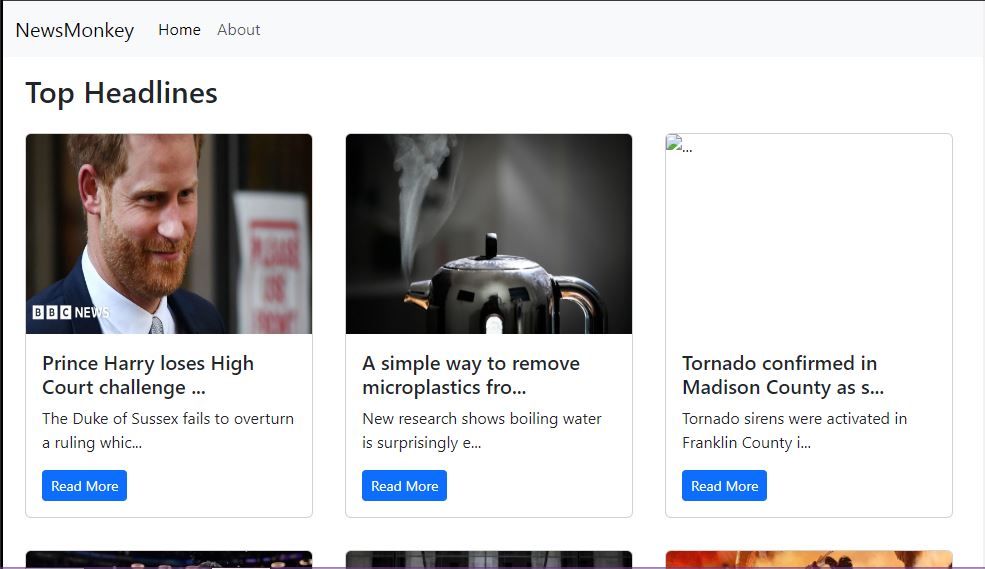 NewsMonkey Home About
Top Headlines
PLEASE
BBC NEWS
...
Prince Harry loses High
Court challenge ...
The Duke of Sussex fails to overturn
a ruling whic...
Read More
A simple way to remove
microplastics fro...
New research shows boiling water
is surprisingly e...
Read More
Tornado confirmed in
Madison County as s...
Tornado sirens were activated in
Franklin County i...
Read More